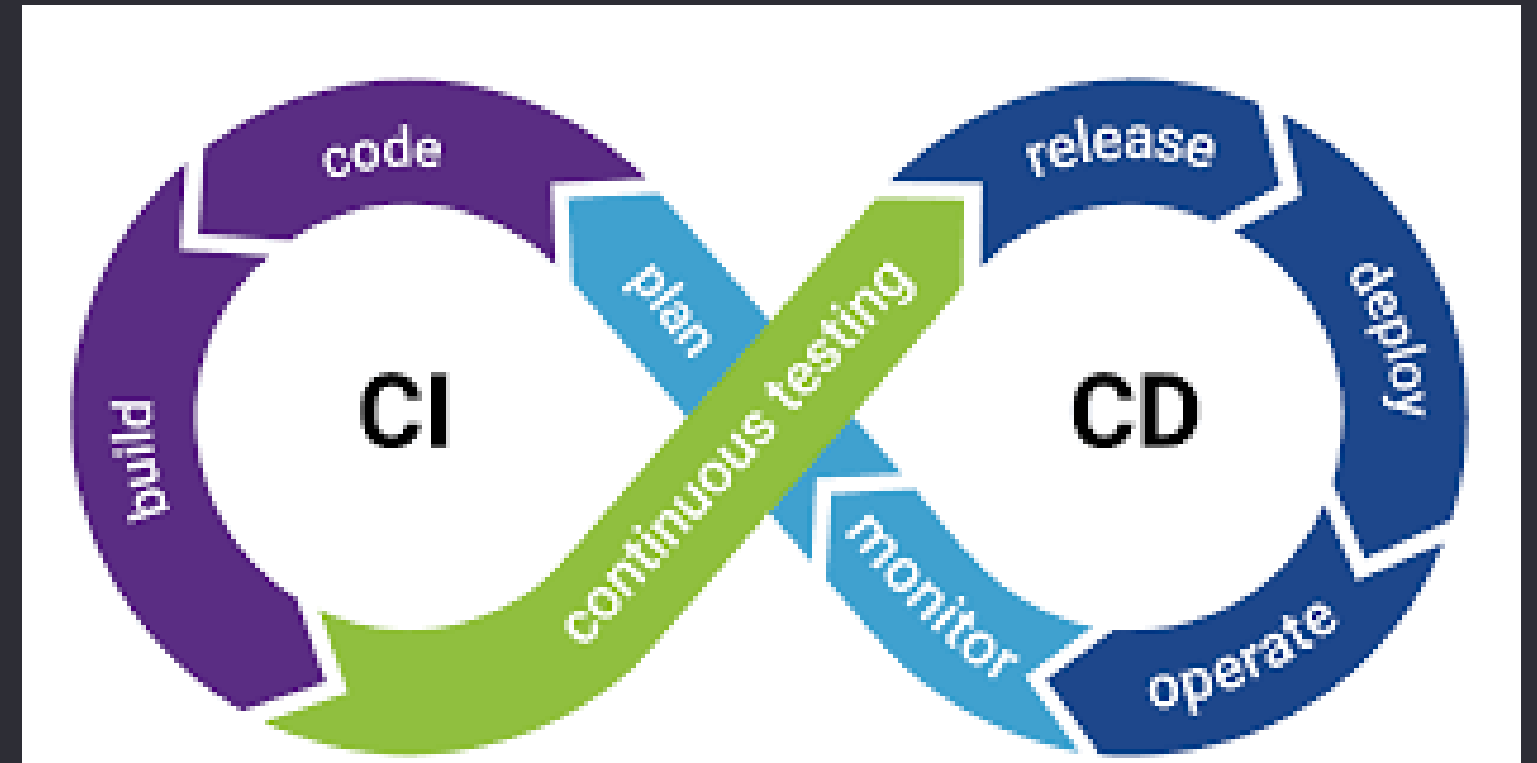 code
release
plan
deploy
CI
CD
build
continuous testing
monitor
operate